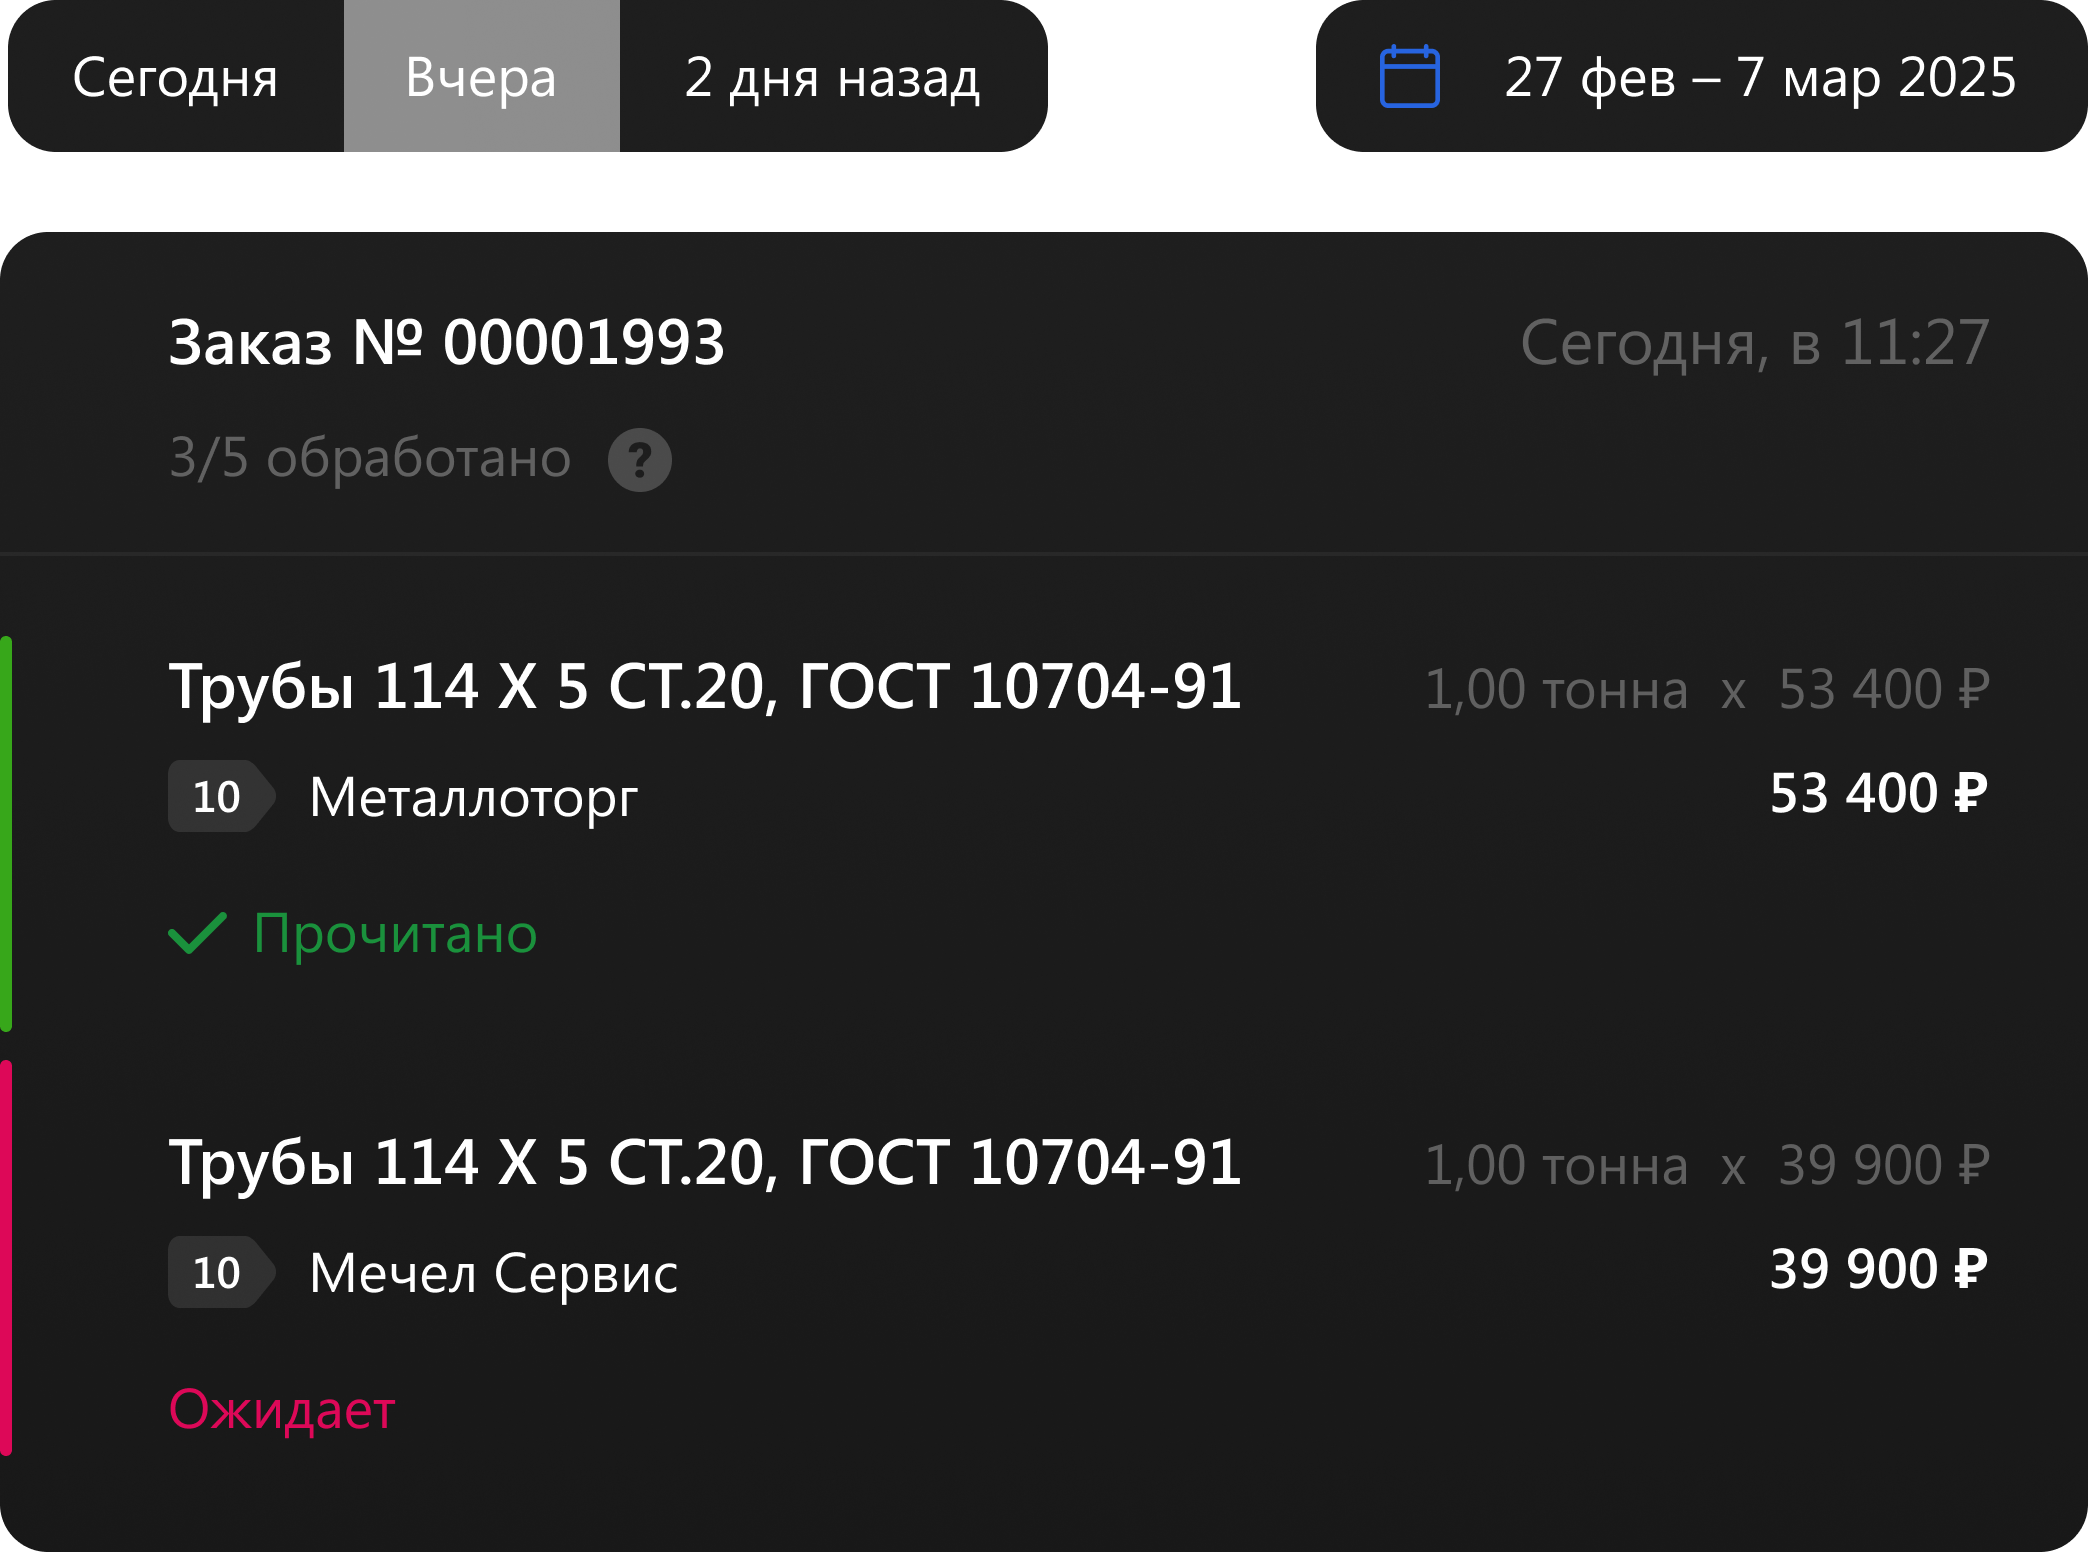 Сегодня Вчера 2 дня назад 27 фев – 7 мар 2025
Заказ № 00001993 Сегодня, в 11:27
3/5 обработано ?
Трубы 114 X 5 СТ.20, ГОСТ 10704-91 1,00 тонна x 53 400 ₽
10 Металлоторг 53 400 ₽
Прочитано
Трубы 114 X 5 СТ.20, ГОСТ 10704-91 1,00 тонна x 39 900 ₽
10 Мечел Сервис 39 900 ₽
Ожидает